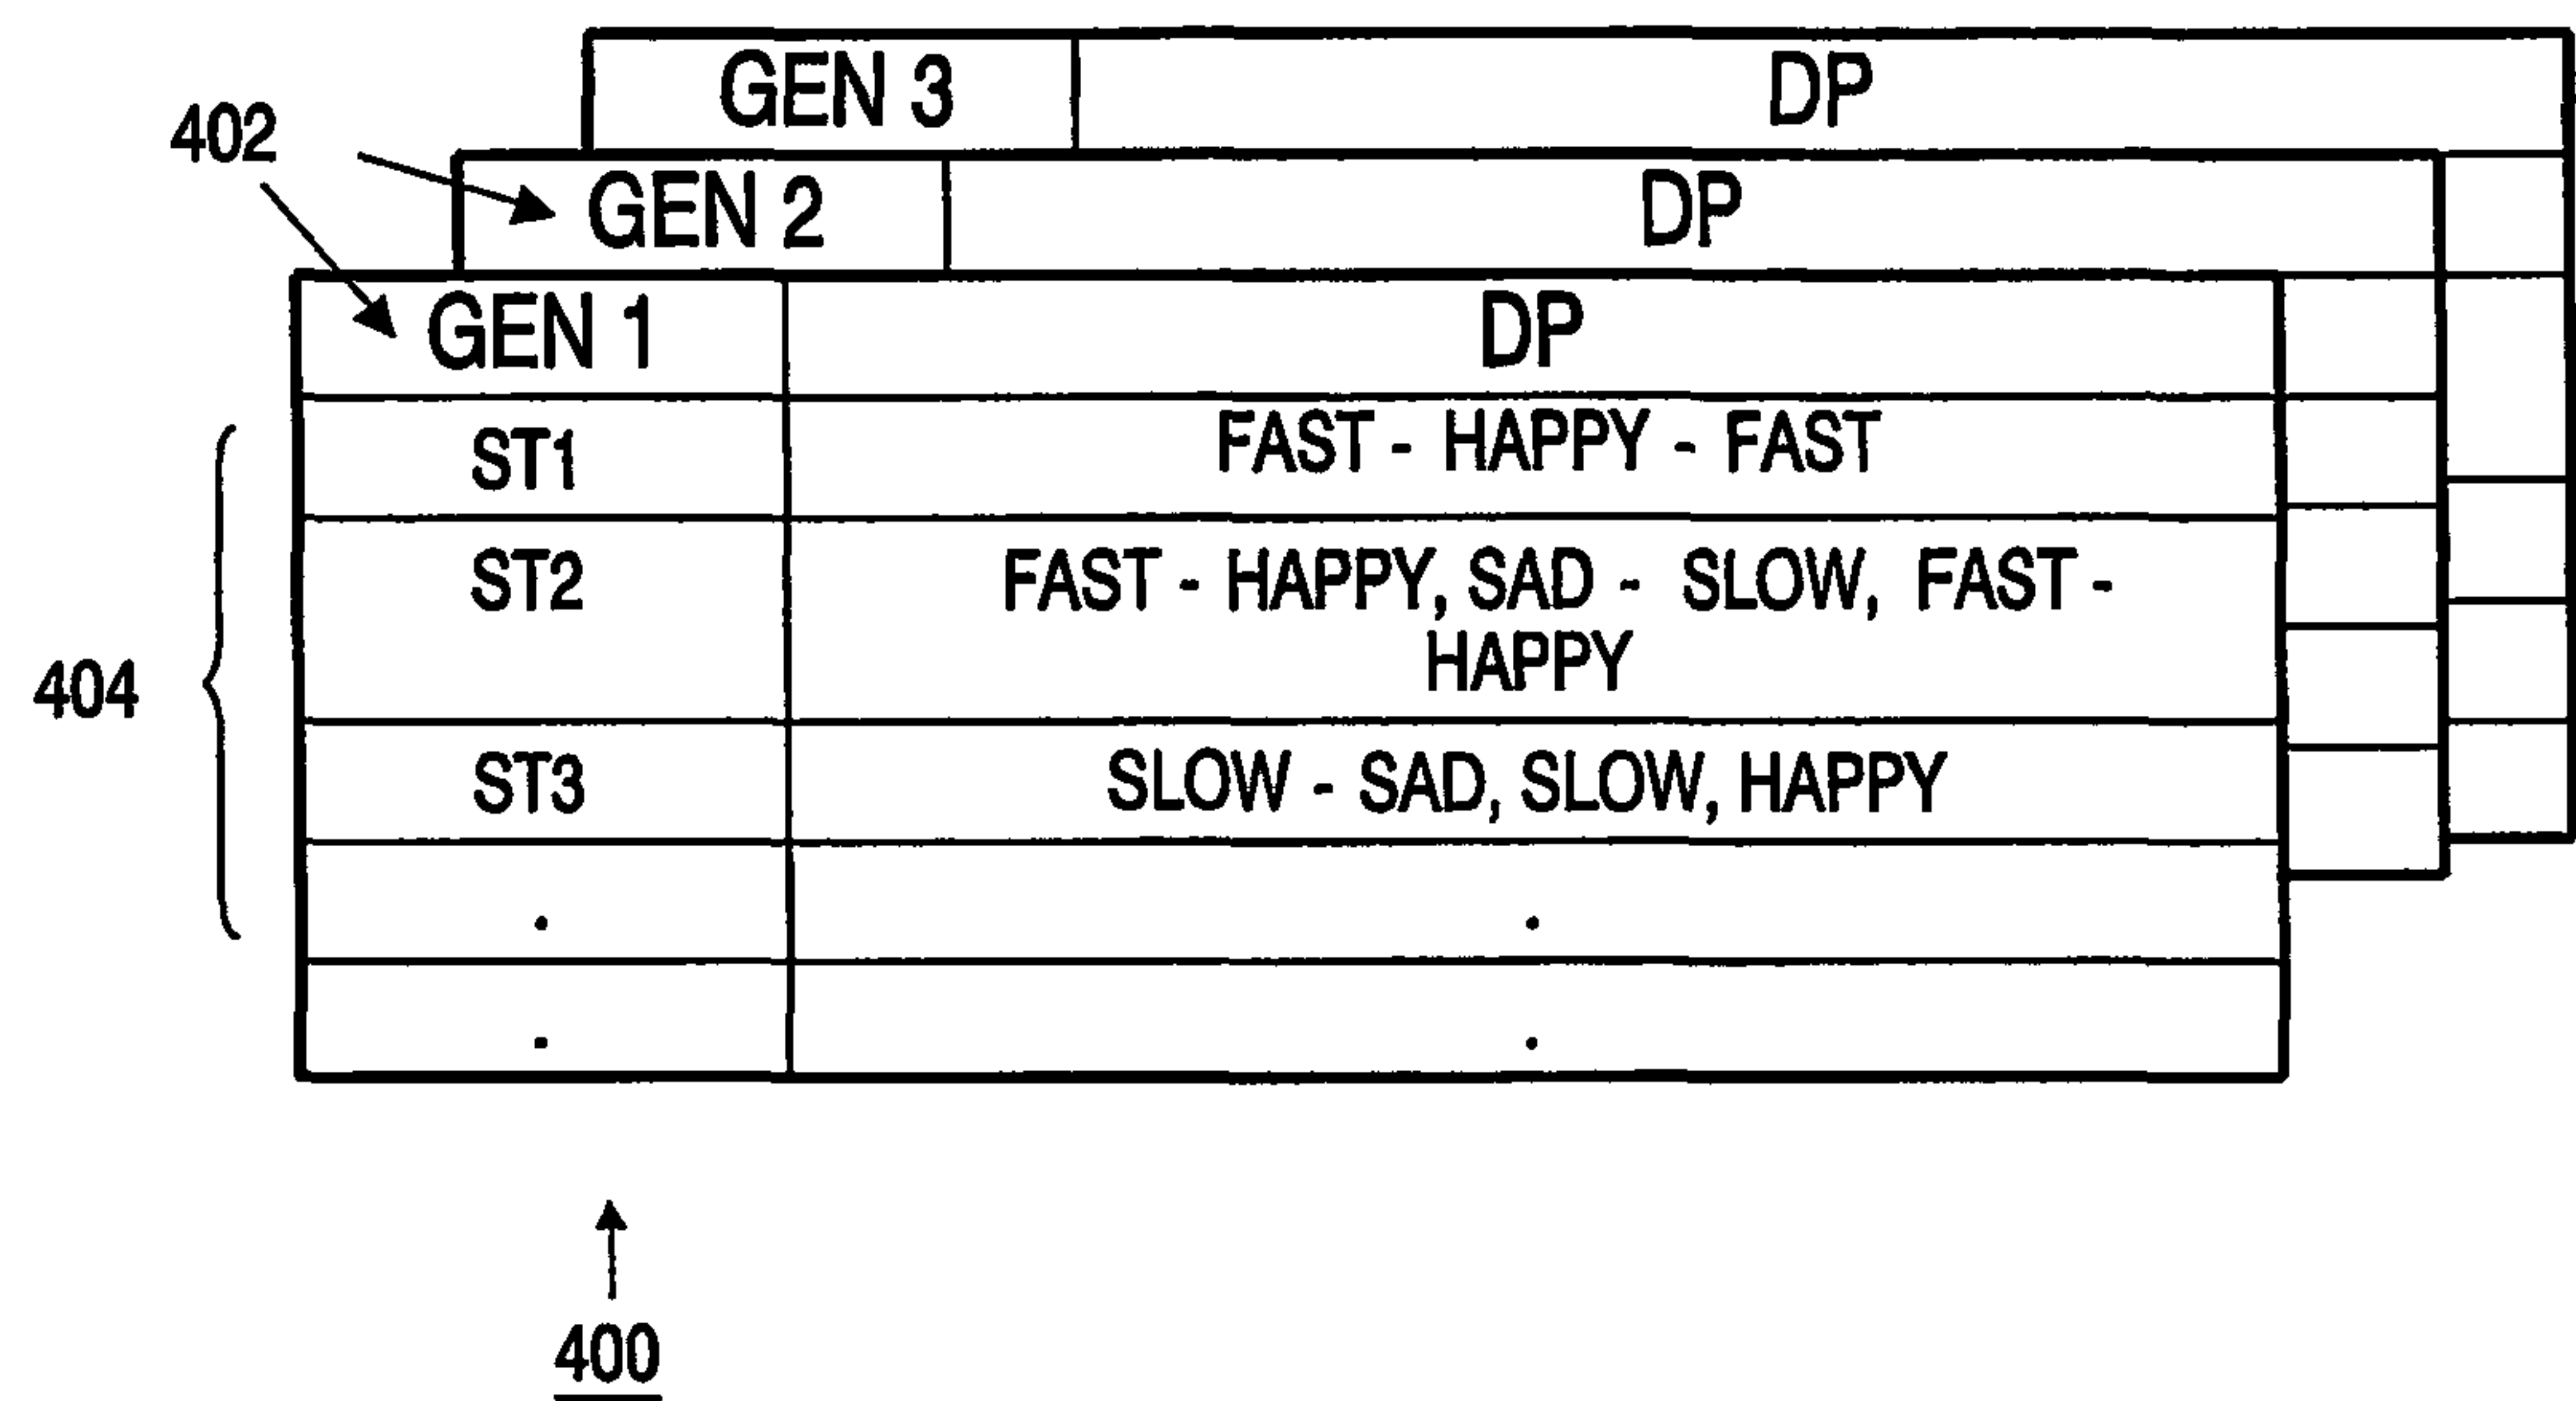 GEN 3 DP
402
GEN 2 DP
GEN 1 DP
ST1 FAST - HAPPY - FAST
ST2 FAST - HAPPY, SAD - SLOW, FAST -
HAPPY
404
ST3 SLOW - SAD, SLOW, HAPPY
. .
. .
400